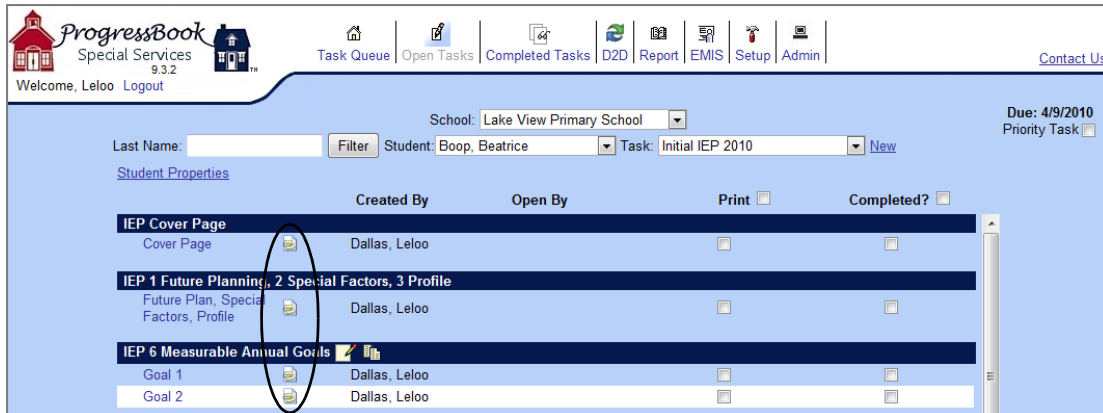 ProgressBook
Special Services
9.3.2
TM
Welcome, Leloo Logout
Task Queue Open Tasks Completed Tasks D2D Report EMIS Setup Admin
Contact Us
School: Lake View Primary School
Due: 4/9/2010
Priority Task
Last Name: Filter Student: Boop, Beatrice Task: Initial IEP 2010 New
Student Properties
Created By Open By Print Completed?
IEP Cover Page
Cover Page Dallas, Leloo
IEP 1 Future Planning, 2 Special Factors, 3 Profile
Future Plan, Special
Factors, Profile Dallas, Leloo
IEP 6 Measurable Annual Goals
Goal 1 Dallas, Leloo
Goal 2 Dallas, Leloo